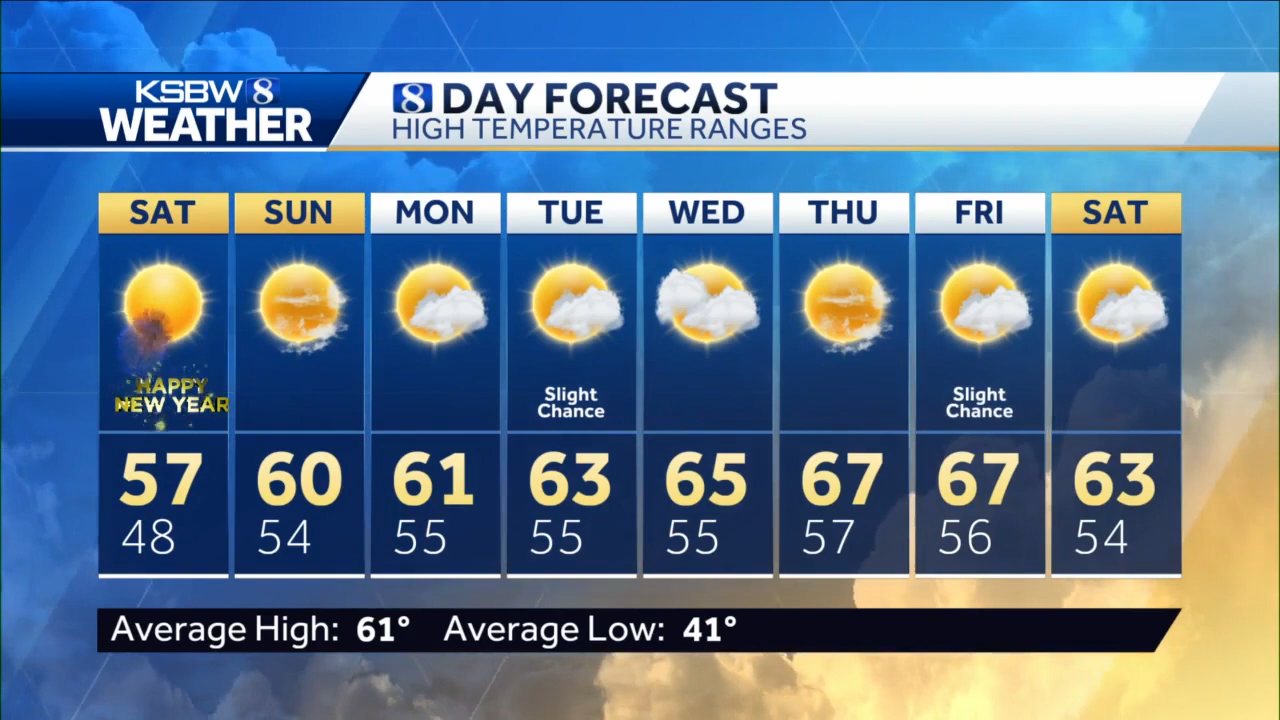 KSBW 8
WEATHER
8 DAY FORECAST
HIGH TEMPERATURE RANGES
SAT SUN MON TUE WED THU FRI SAT
HAPPY
NEW YEAR
Slight
Chance
Slight
Chance
57 60 61 63 65 67 67 63
48 54 55 55 55 57 56 54
Average High: 61° Average Low: 41°